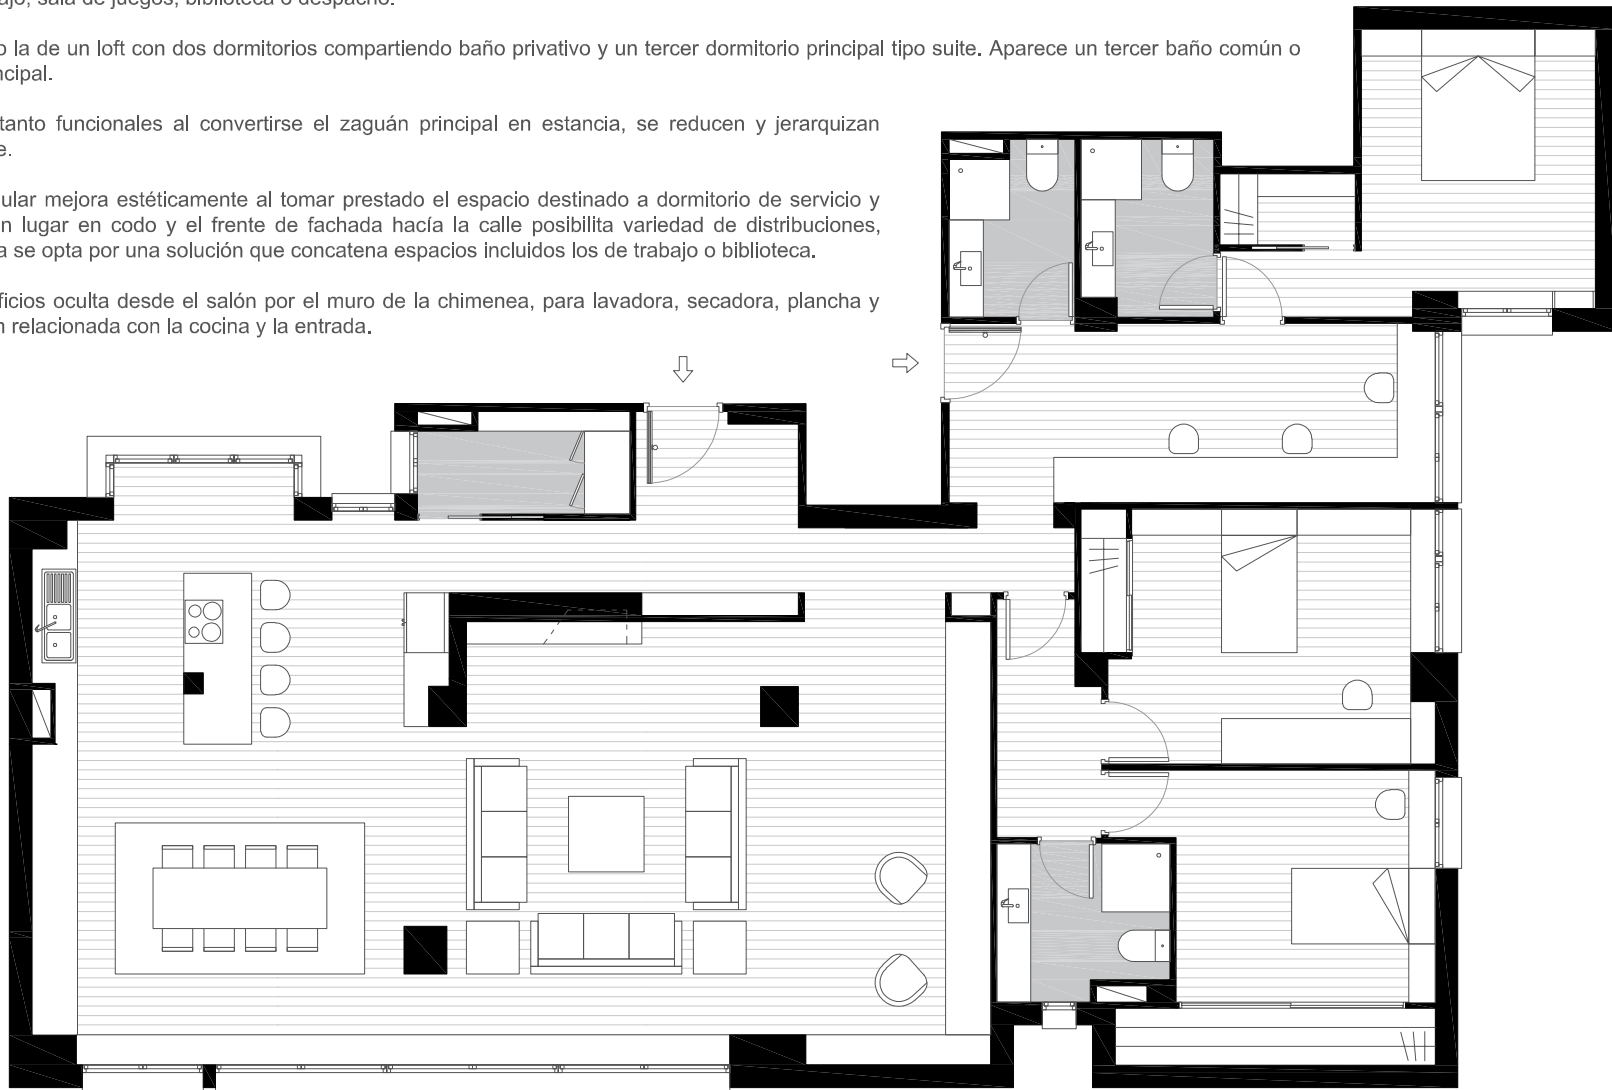 sala de juegos, biblioteca o despacho.
la de un loft con dos dormitorios compartiendo baño privativo y un tercer dormitorio principal tipo suite. Aparece un tercer baño común o
tanto funcionales al convertirse el zaguán principal en estancia, se reducen y jerarquizan
mejora estéticamente al tomar prestado el espacio destinado a dormitorio de servicio y
lugar en codo y el frente de fachada hacía la calle posibilita variedad de distribuciones,
se opta por una solución que concatena espacios incluidos los de trabajo o biblioteca.
oculta desde el salón por el muro de la chimenea, para lavadora, secadora, plancha y
relacionada con la cocina y la entrada.